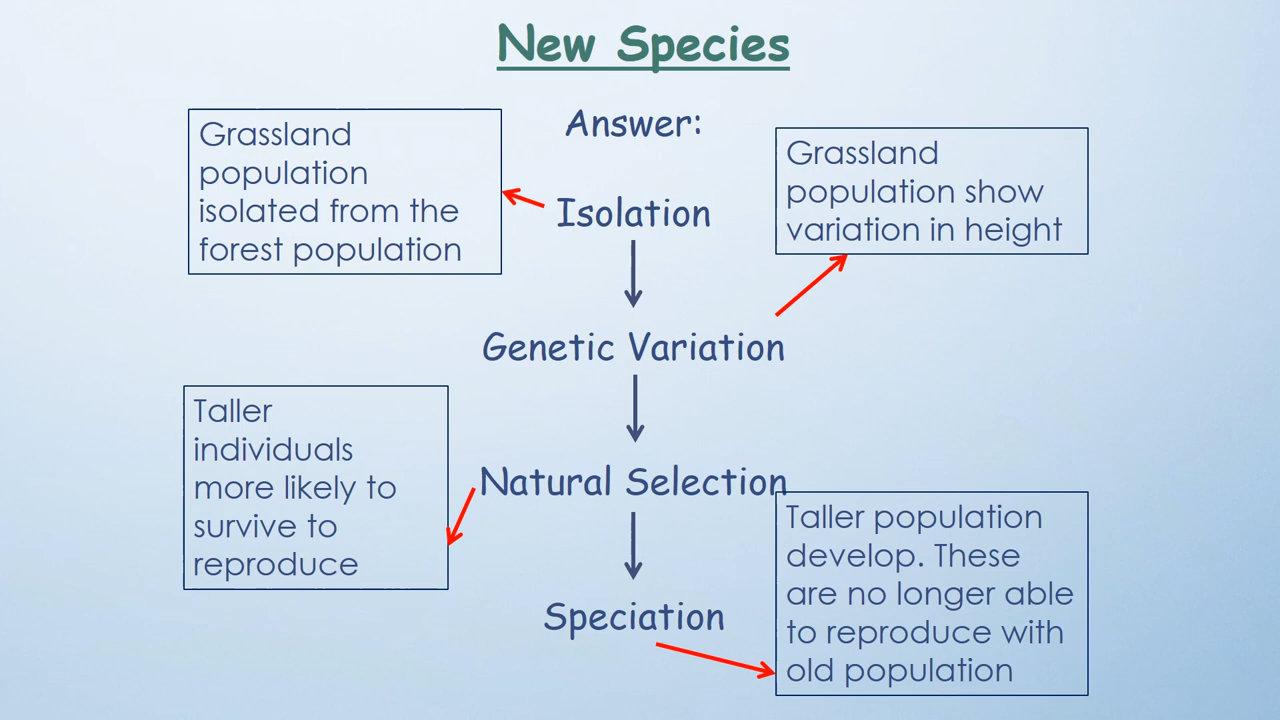 New Species
Answer:
Grassland
population
isolated from the
forest population
Isolation
Grassland
population show
variation in height
Genetic Variation
Taller
individuals
more likely to
survive to
reproduce
Natural Selection
Taller population
develop. These
are no longer able
to reproduce with
old population
Speciation